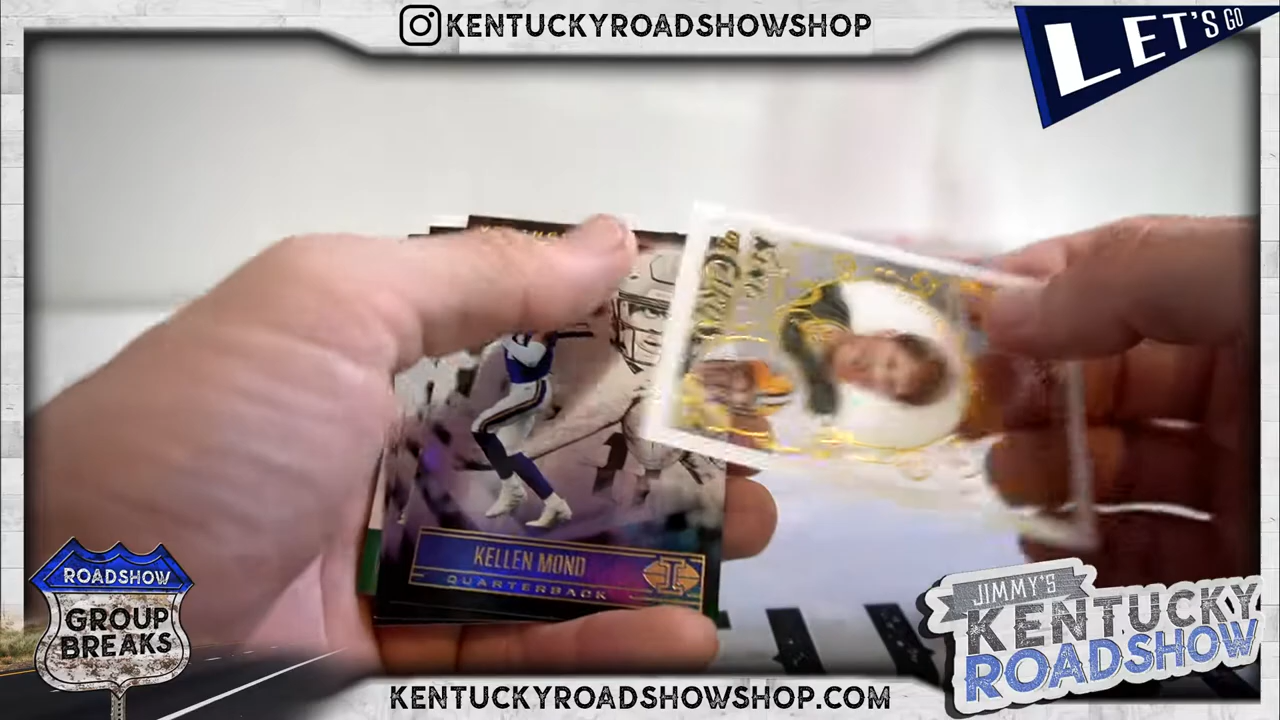 KENTUCKYROADSHOWSHOP
LET'S GO
KELLEN MOND
QUARTERBACK
ROADSHOW
GROUP
BREAKS
JIMMY'S
KENTUCKY
ROADSHOW
KENTUCKYROADSHOWSHOP.COM